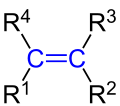 R⁴ R³
C=C
R¹ R²